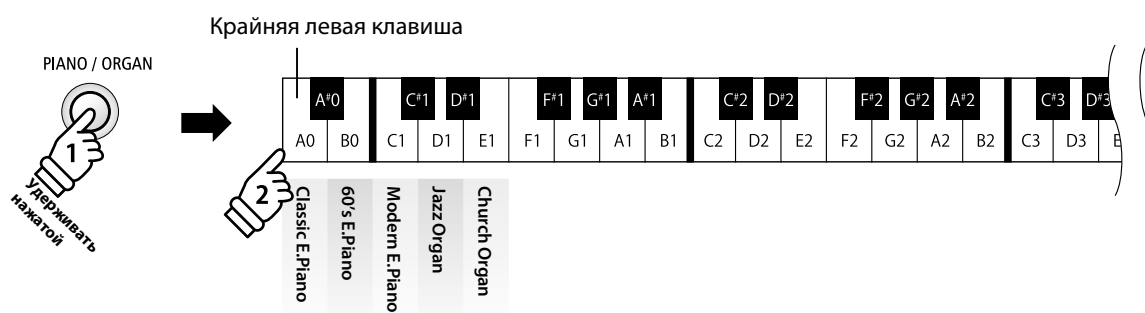 Крайняя левая клавиша
PIANO / ORGAN
A#0 C#1 D#1 F#1 G#1 A#1 C#2 D#2 F#2 G#2 A#2 C#3 D#3
A0 B0 C1 D1 E1 F1 G1 A1 B1 C2 D2 E2 F2 G2 A2 B2 C3 D3 E
1
Удерживать
нажатой
2
Classic E.Piano
60's E.Piano
Modern E.Piano
Jazz Organ
Church Organ